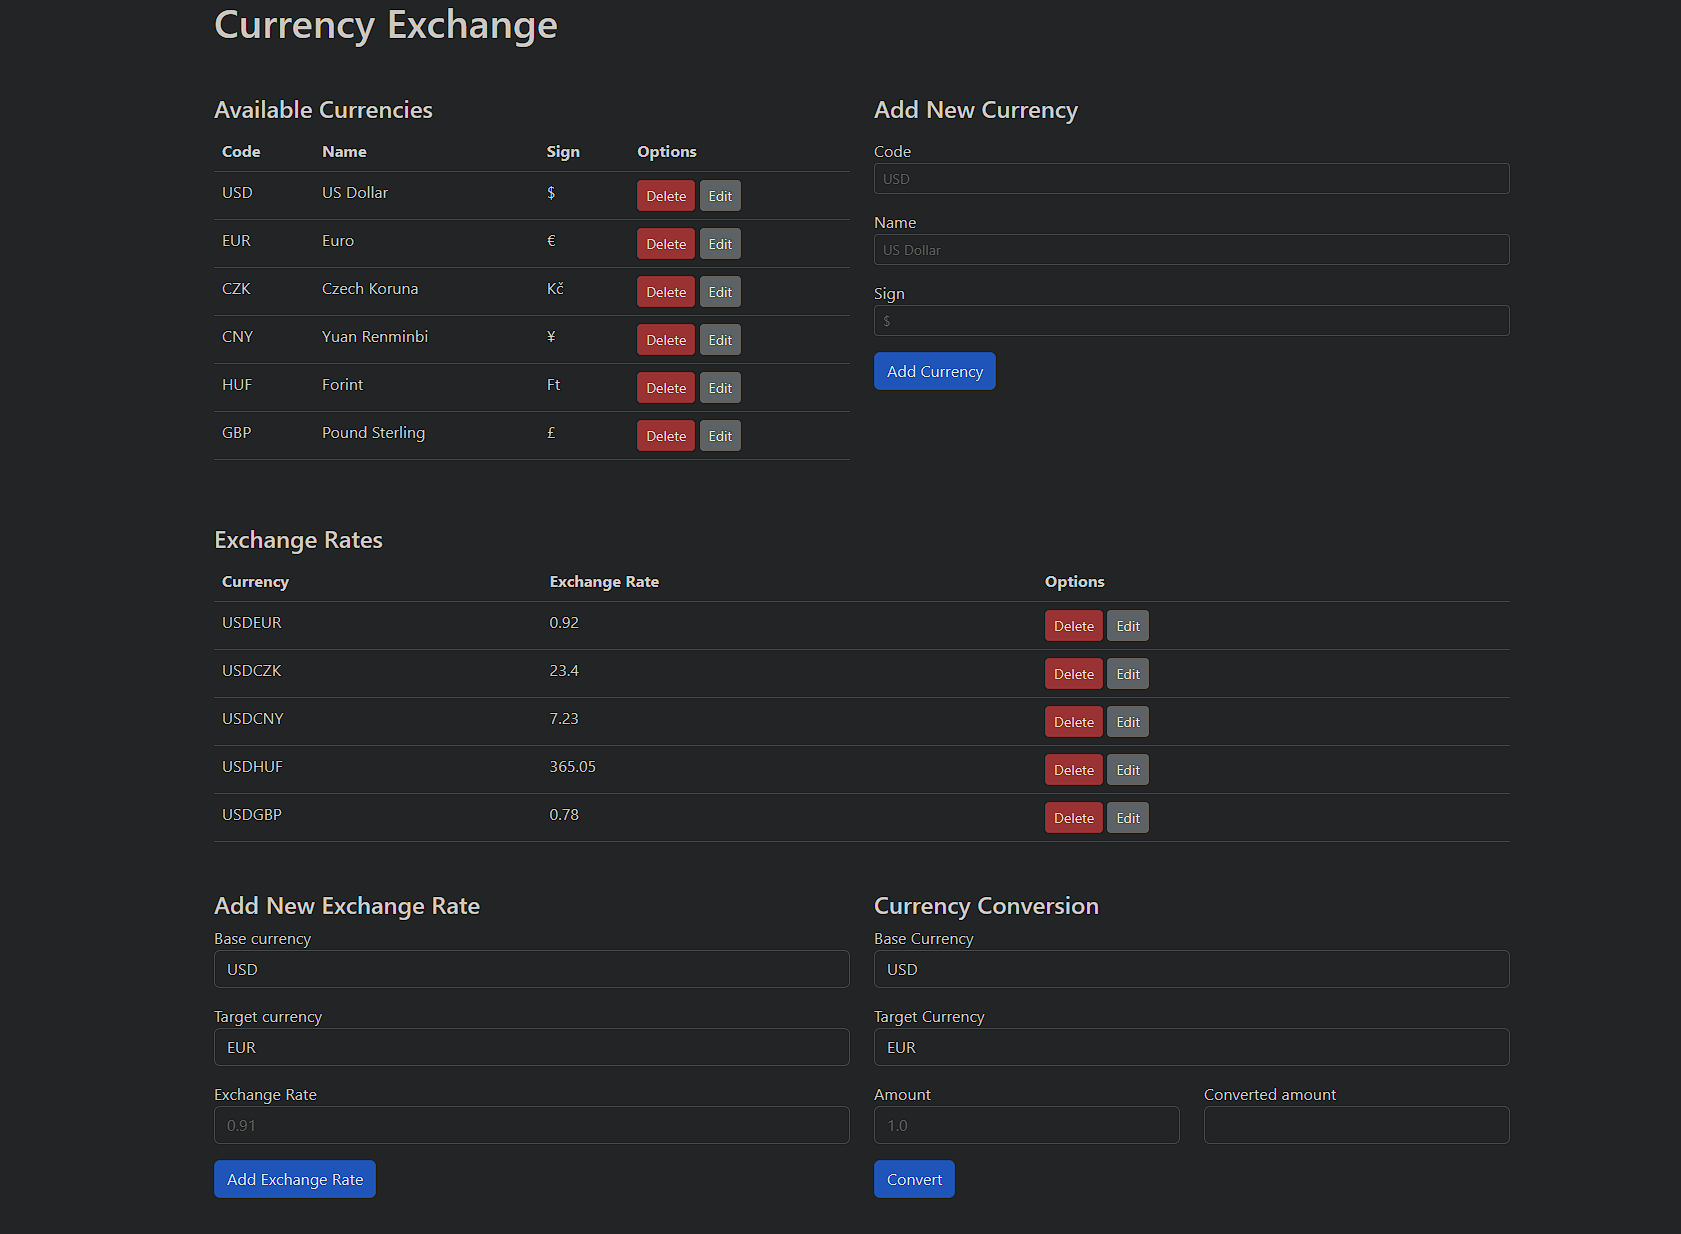 Currency Exchange
Available Currencies
Code Name Sign Options
USD US Dollar $ Delete Edit
EUR Euro € Delete Edit
CZK Czech Koruna Kč Delete Edit
CNY Yuan Renminbi ¥ Delete Edit
HUF Forint Ft Delete Edit
GBP Pound Sterling £ Delete Edit
Add New Currency
Code
USD
Name
US Dollar
Sign
$
Add Currency
Exchange Rates
Currency Exchange Rate Options
USDEUR 0.92 Delete Edit
USDCZK 23.4 Delete Edit
USDCNY 7.23 Delete Edit
USDHUF 365.05 Delete Edit
USDGBP 0.78 Delete Edit
Add New Exchange Rate
Base currency
USD
Target currency
EUR
Exchange Rate
0.91
Add Exchange Rate
Currency Conversion
Base Currency
USD
Target Currency
EUR
Amount Converted amount
1.0
Convert